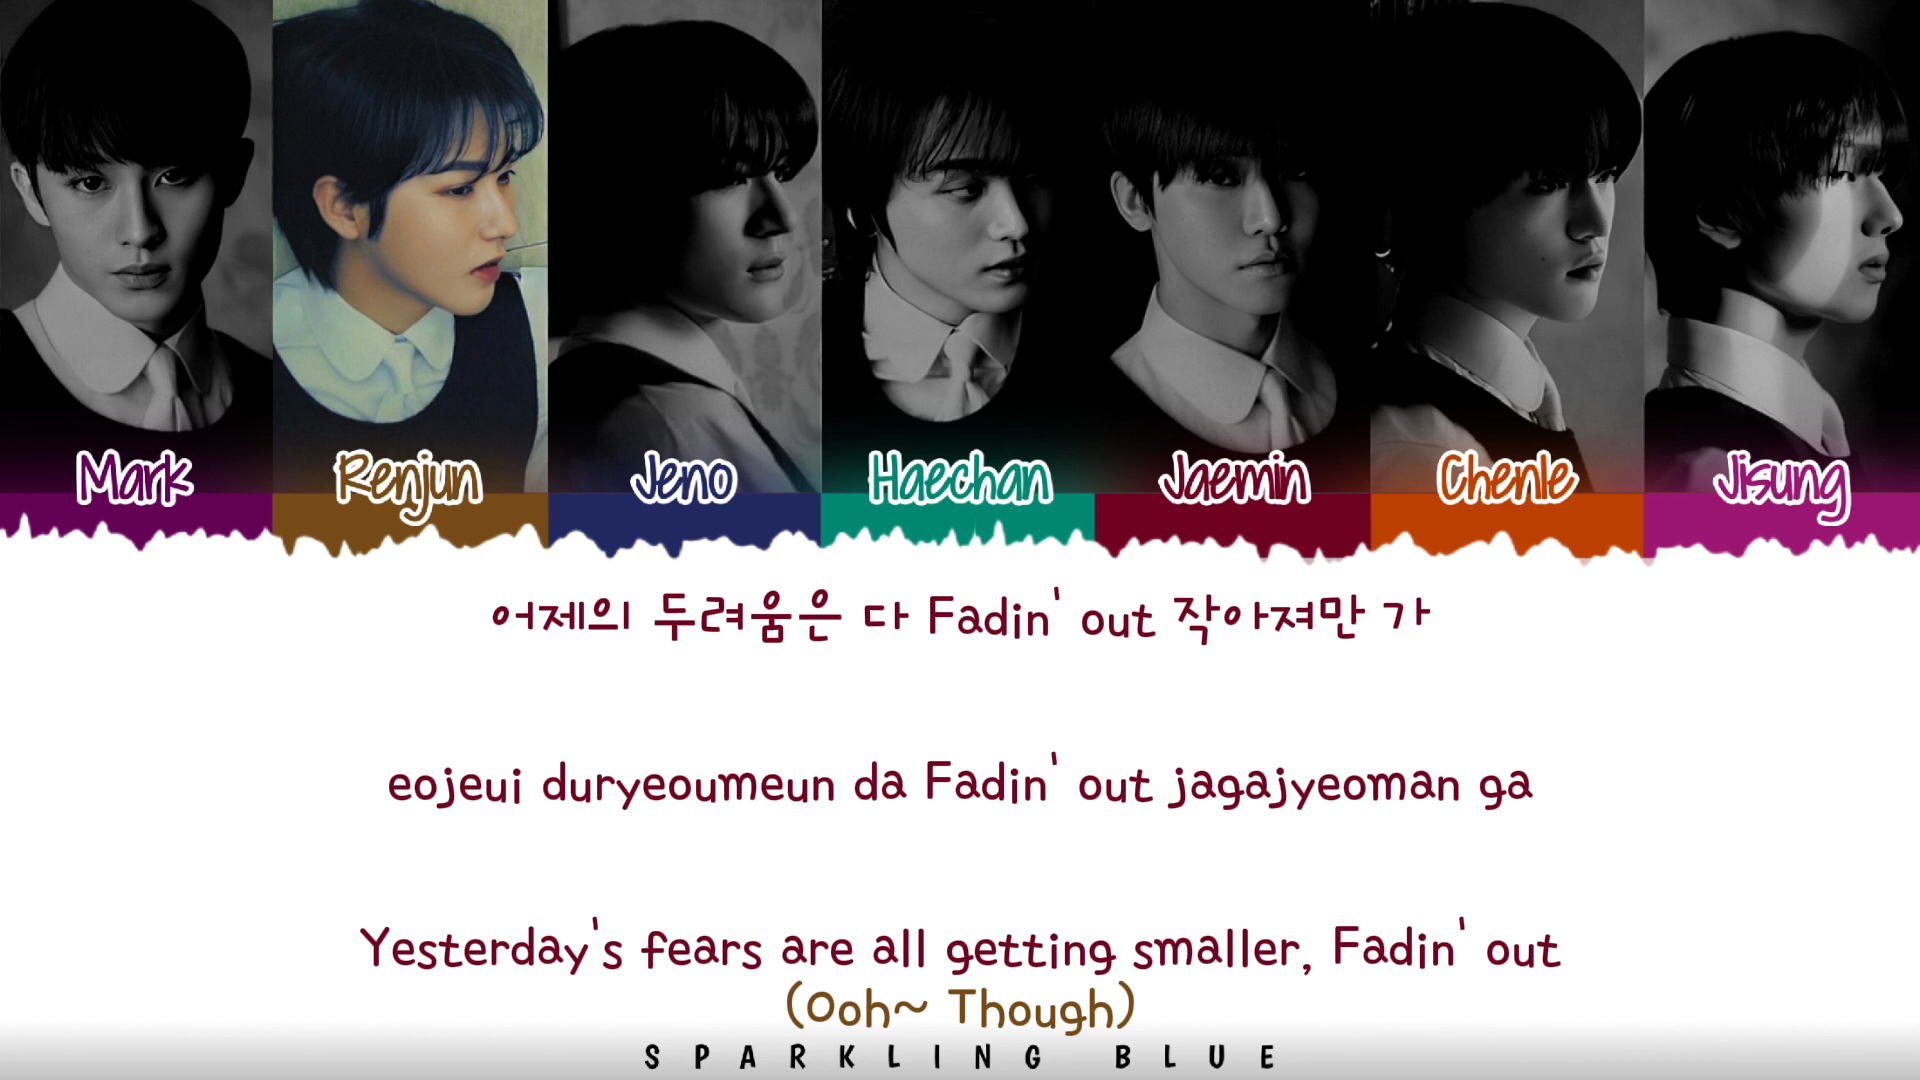 Mark Renjun Jeno Haechan Jaemin Chenle Jisung
어제의 두려움은 다 Fadin' out 작아져만 가
eojeui duryeoumeun da Fadin' out jagajyeoman ga
Yesterday's fears are all getting smaller, Fadin' out
(Ooh~ Though)
SPARKLING BLUE